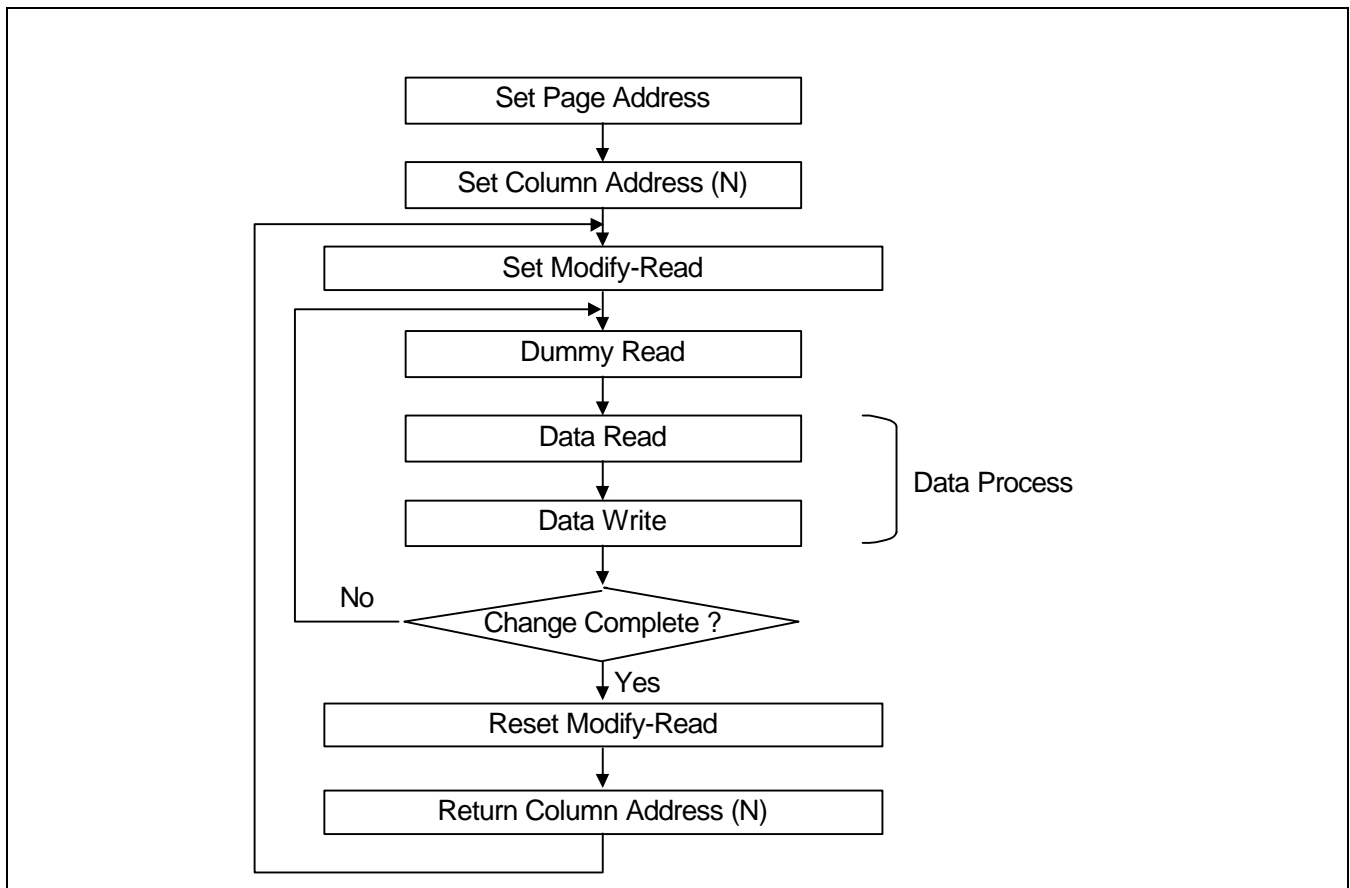 Set Page Address
Set Column Address (N)
Set Modify-Read
Dummy Read
Data Read
Data Process
Data Write
No
Change Complete ?
Yes
Reset Modify-Read
Return Column Address (N)